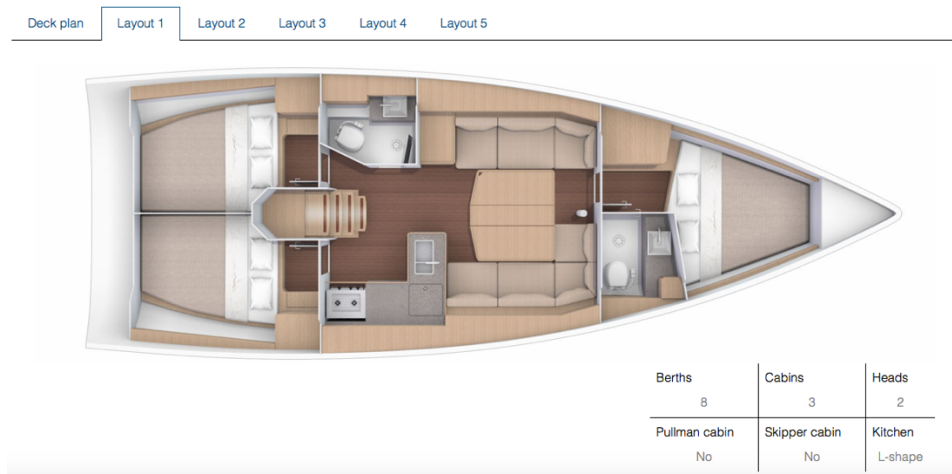 Deck plan Layout 1 Layout 2 Layout 3 Layout 4 Layout 5
Berths Cabins Heads
8 3 2
Pullman cabin Skipper cabin Kitchen
No No L-shape